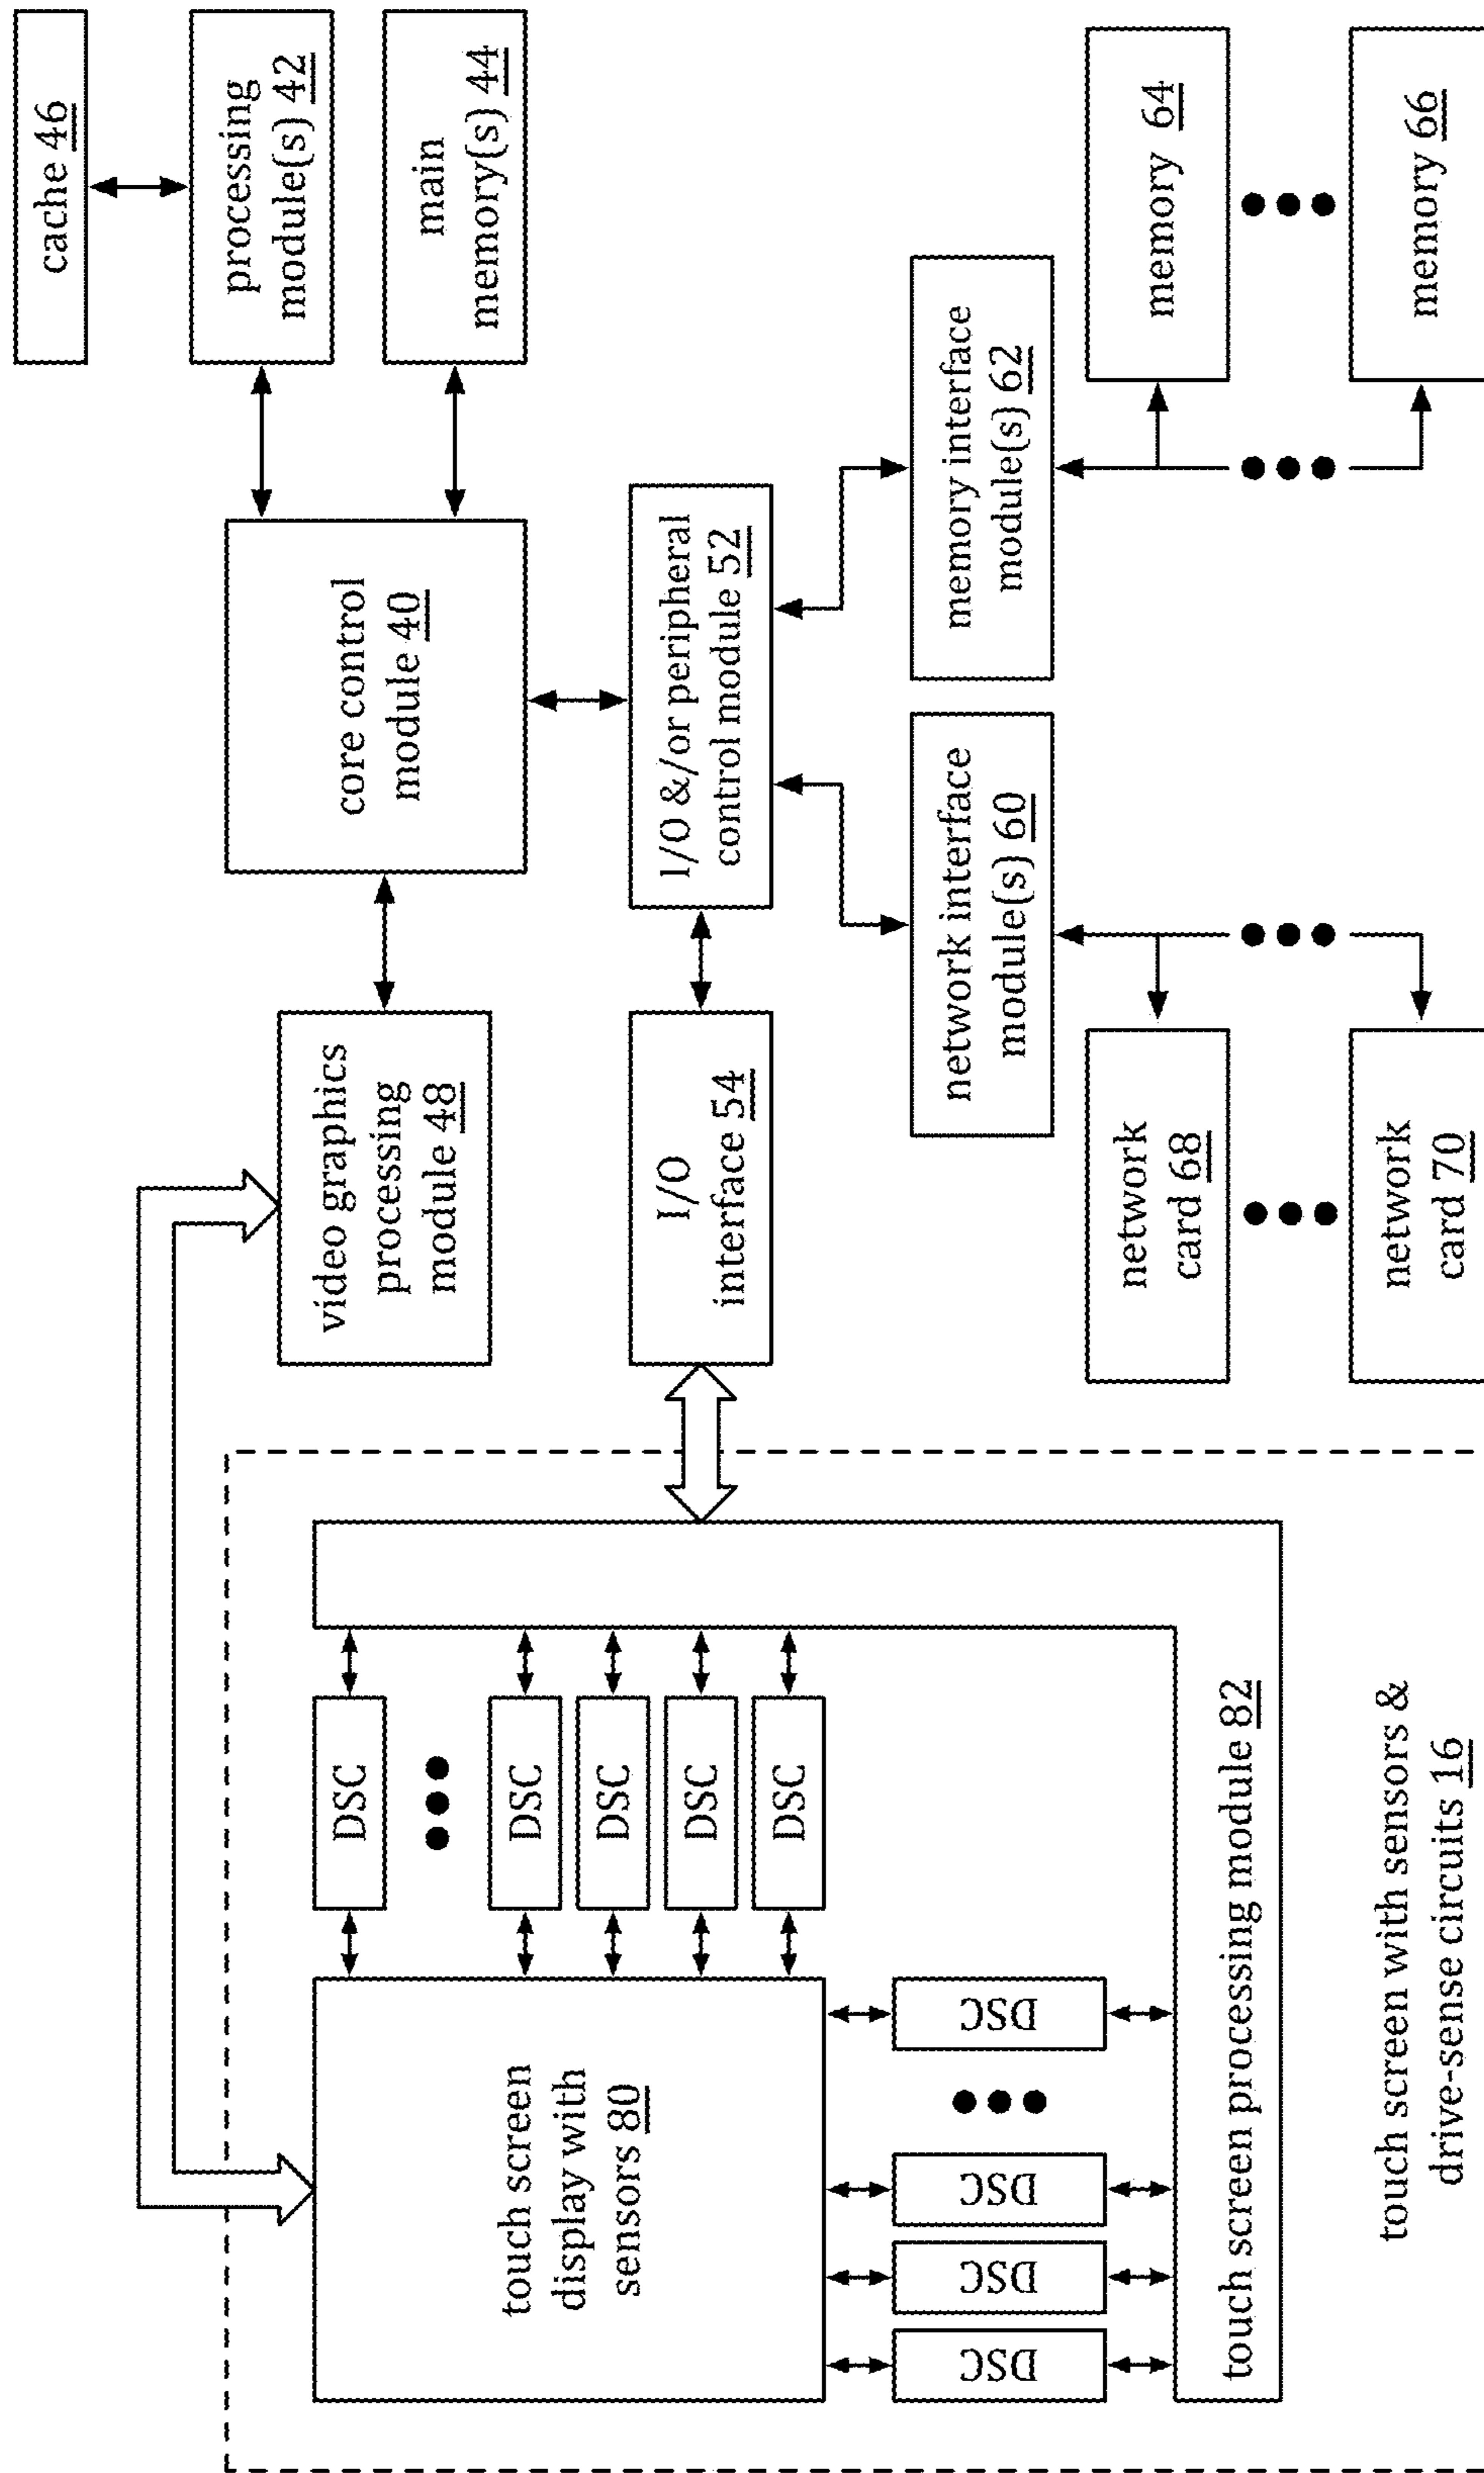 cache 46
processing
module(s) 42
main
memory(s) 44
core control
module 40
video graphics
processing
module 48
I/O &/or peripheral
control module 52
I/O
interface 54
memory interface
module(s) 62
network interface
module(s) 60
memory 64
memory 66
network
card 68
network
card 70
touch screen
display with
sensors 80
DSC
DSC
DSC
DSC
DSC
DSC
DSC
DSC
DSC
touch screen processing module 82
touch screen with sensors &
drive-sense circuits 16